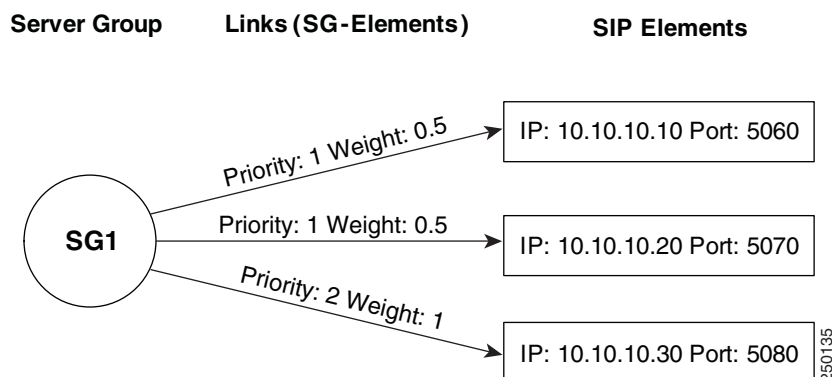 Server Group Links (SG-Elements) SIP Elements
Priority: 1 Weight: 0.5
IP: 10.10.10.10 Port: 5060
SG1
Priority: 1 Weight: 0.5
IP: 10.10.10.20 Port: 5070
Priority: 2 Weight: 1
IP: 10.10.10.30 Port: 5080
250135